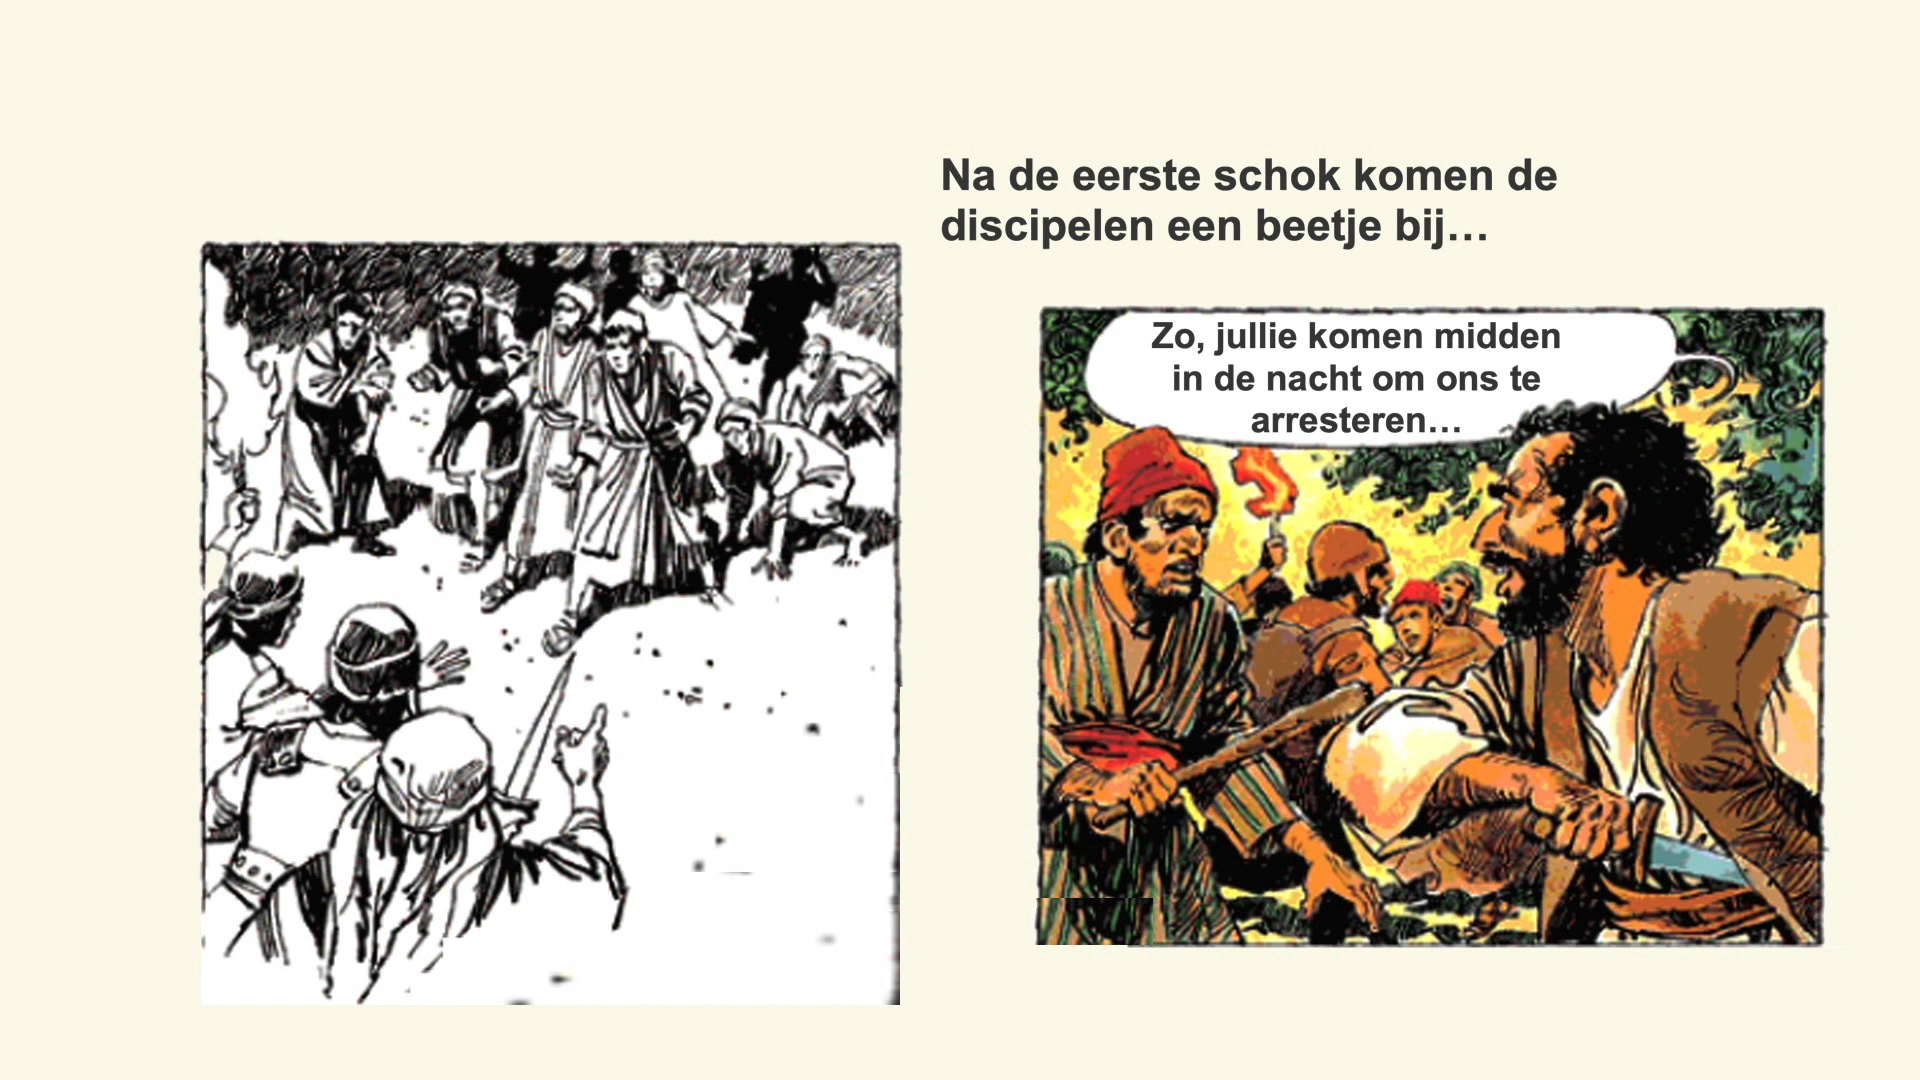 Na de eerste schok komen de
discipelen een beetje bij…
Zo, jullie komen midden
in de nacht om ons te
arresteren…